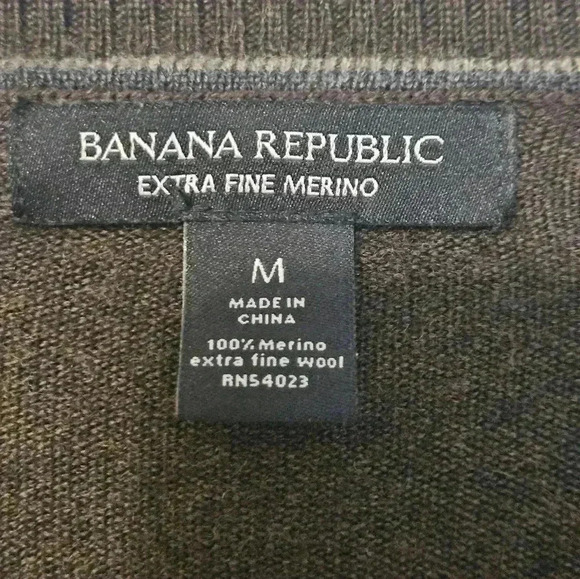 BANANA REPUBLIC
EXTRA FINE MERINO
M
MADE IN
CHINA
100% Merino
extra fine wool
RN54023